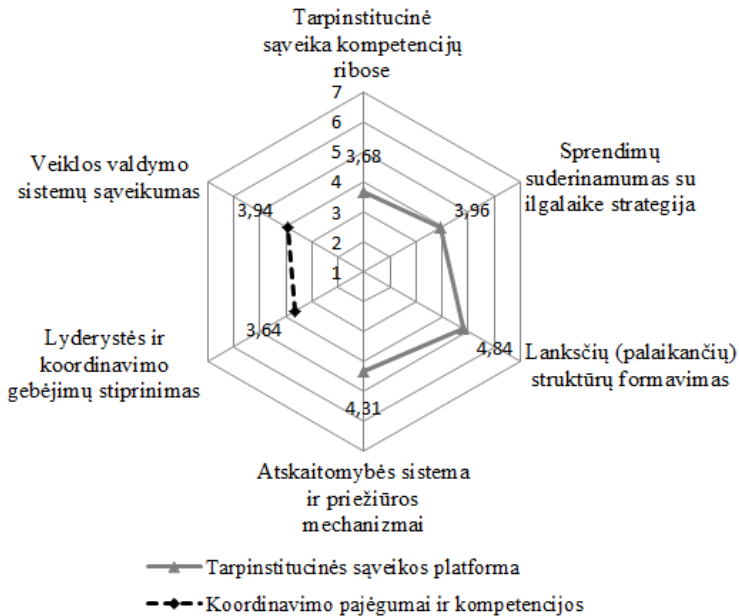 Tarpinstitucinė
sąveika kompetencijų
ribose
7
6
5
3,68
4
3
2
1
Veiklos valdymo
sistemų sąveikumas
3,94
Sprendimų
suderinamumas su
ilgalaike strategija
3,96
Lyderystės ir
koordinavimo
gebėjimų stiprinimas
3,64
4,84
Lanksčių (palaikančių)
struktūrų formavimas
4,31
Atskaitomybės sistema
ir priežiūros
mechanizmai
Tarpinstitucinės sąveikos platforma
Koordinavimo pajėgumai ir kompetencijos